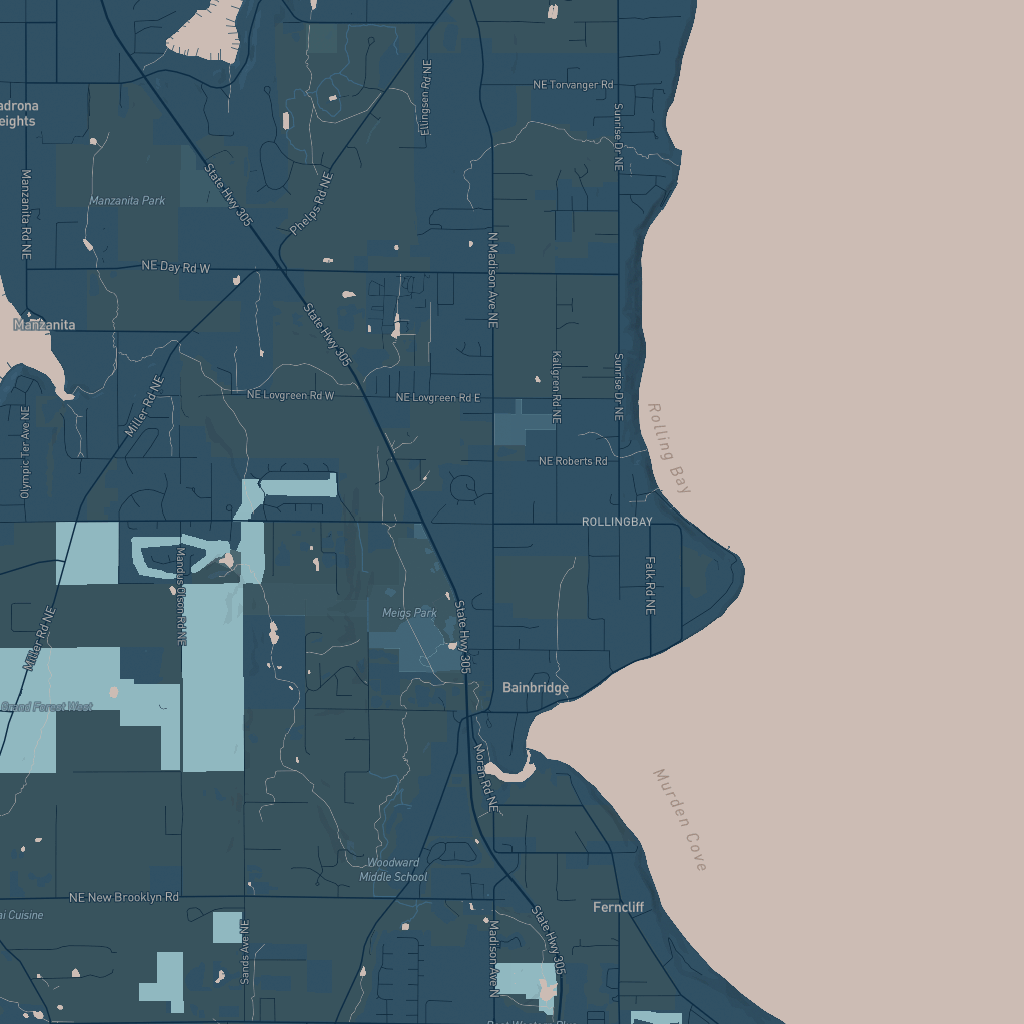 NE Torvanger Rd
Ellingsen Rd NE
Sunrise Dr NE
adrona
eights
Manzanita Rd NE
State Hwy 305
Manzanita Park
Phelps Rd NE
NE Day Rd W
N Madison Ave NE
Manzanita
State Hwy 305
Kallgren Rd NE
Sunrise Dr NE
Miller Rd NE
NE Lovgreen Rd W
NE Lovgreen Rd E
Olympic Ter Ave NE
Rolling Bay
NE Roberts Rd
ROLLINGBAY
Mandus Olson Rd NE
Falk Rd NE
Miller Rd NE
Meigs Park
State Hwy 305
Bainbridge
Grand Forest West
Moran Rd NE
Murden Cove
Woodward
Middle School
NE New Brooklyn Rd
ai Cuisine
Ferncliff
Sands Ave NE
Madison Ave N
State Hwy 305